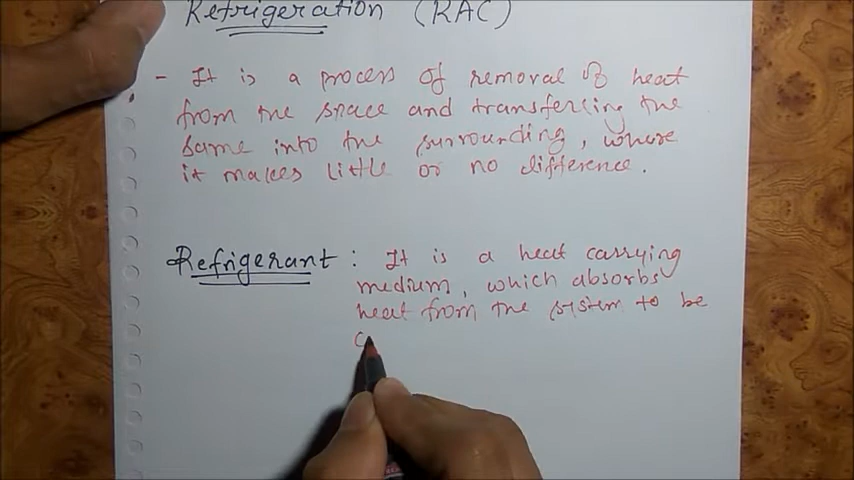 Refrigeration (RAC)
- It is a process of removal of heat
from the space and transferring the
same into the surrounding, where
it makes little or no difference.
Refrigerant : It is a heat carrying
medium, which absorbs
heat from the system to be
c